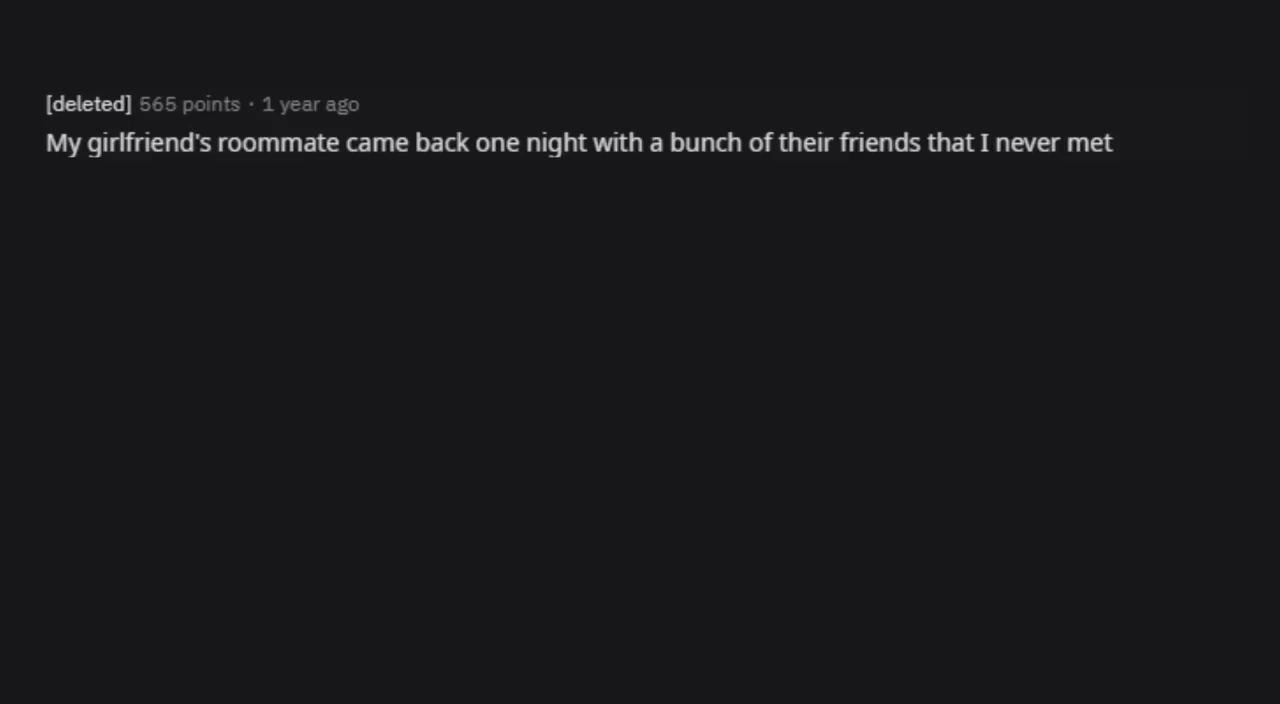 [deleted] 565 points · 1 year ago
My girlfriend's roommate came back one night with a bunch of their friends that I never met